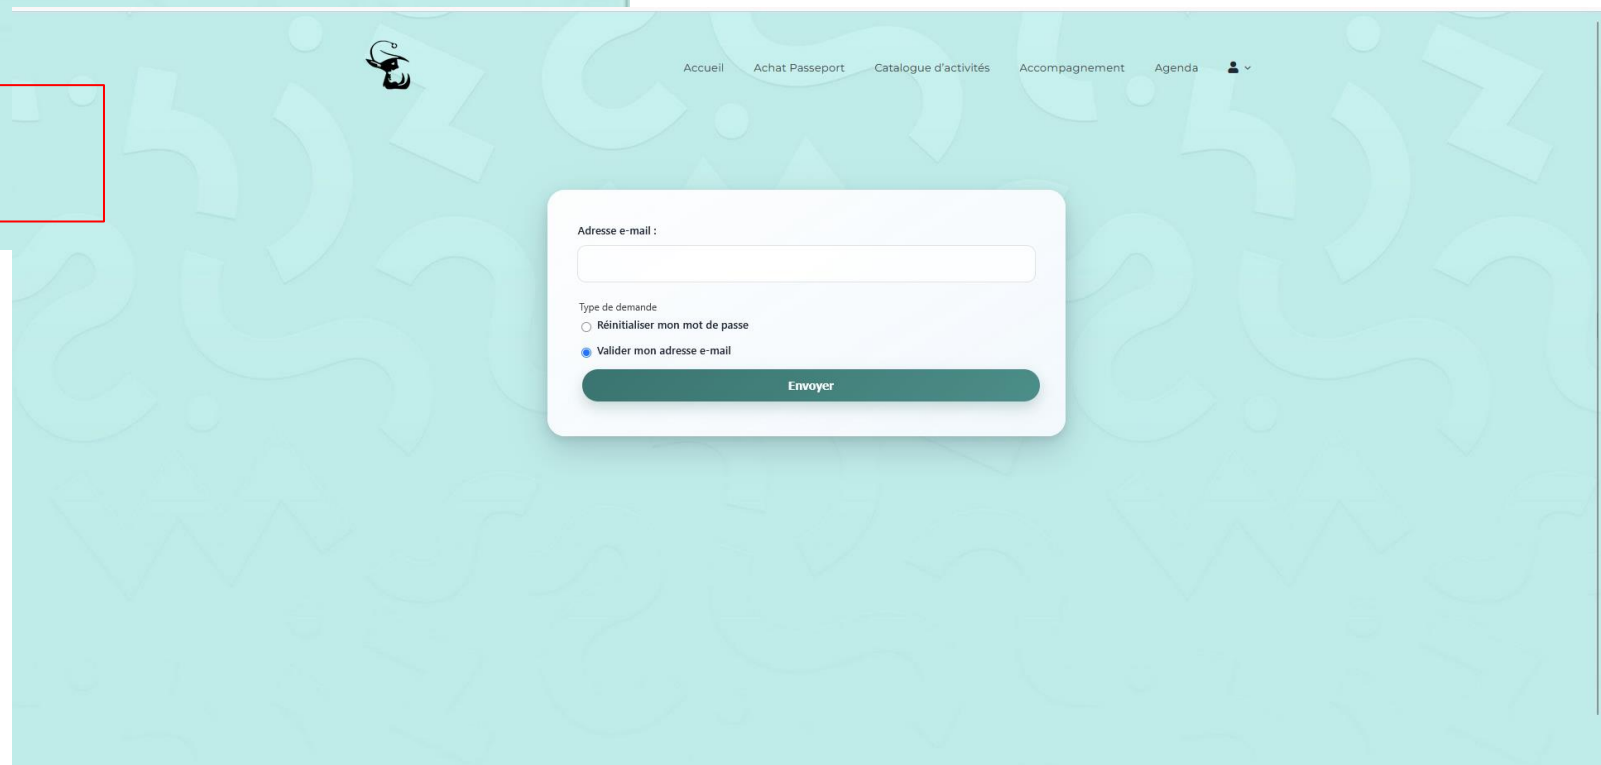 Accueil Achat Passeport Catalogue d'activités Accompagnement Agenda
Adresse e-mail :
Type de demande
Réinitialiser mon mot de passe
Valider mon adresse e-mail
Envoyer